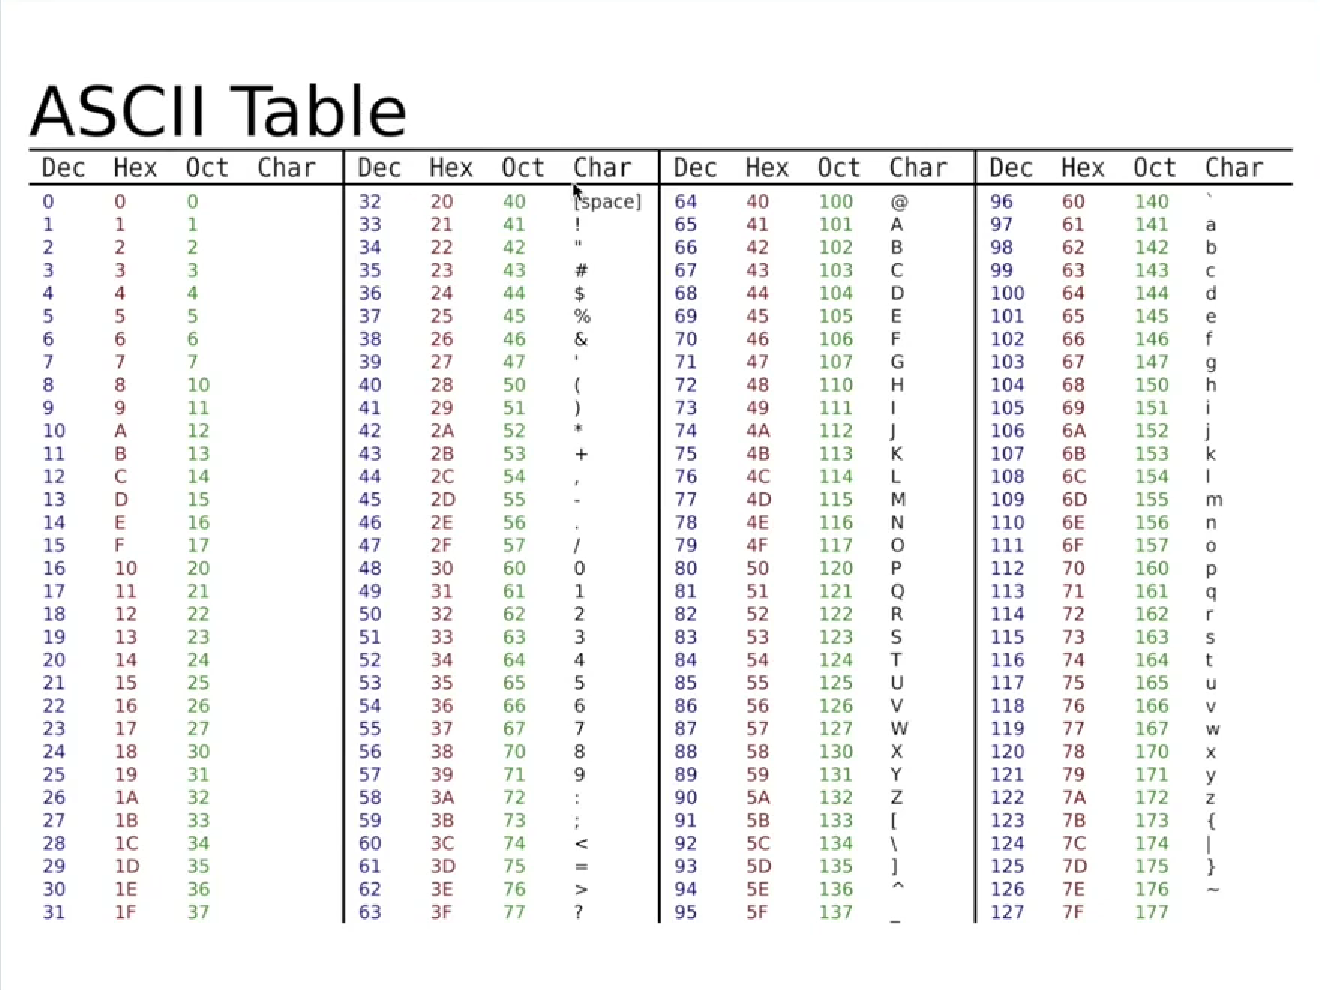 ASCII Table
Dec Hex Oct Char Dec Hex Oct Char Dec Hex Oct Char Dec Hex Oct Char
0 0 0 32 20 40 [space] 64 40 100 @ 96 60 140 `
1 1 1 33 21 41 ! 65 41 101 A 97 61 141 a
2 2 2 34 22 42 " 66 42 102 B 98 62 142 b
3 3 3 35 23 43 # 67 43 103 C 99 63 143 c
4 4 4 36 24 44 $ 68 44 104 D 100 64 144 d
5 5 5 37 25 45 % 69 45 105 E 101 65 145 e
6 6 6 38 26 46 & 70 46 106 F 102 66 146 f
7 7 7 39 27 47 ' 71 47 107 G 103 67 147 g
8 8 10 40 28 50 ( 72 48 110 H 104 68 150 h
9 9 11 41 29 51 ) 73 49 111 I 105 69 151 i
10 A 12 42 2A 52 * 74 4A 112 J 106 6A 152 j
11 B 13 43 2B 53 + 75 4B 113 K 107 6B 153 k
12 C 14 44 2C 54 , 76 4C 114 L 108 6C 154 l
13 D 15 45 2D 55 - 77 4D 115 M 109 6D 155 m
14 E 16 46 2E 56 . 78 4E 116 N 110 6E 156 n
15 F 17 47 2F 57 / 79 4F 117 O 111 6F 157 o
16 10 20 48 30 60 0 80 50 120 P 112 70 160 p
17 11 21 49 31 61 1 81 51 121 Q 113 71 161 q
18 12 22 50 32 62 2 82 52 122 R 114 72 162 r
19 13 23 51 33 63 3 83 53 123 S 115 73 163 s
20 14 24 52 34 64 4 84 54 124 T 116 74 164 t
21 15 25 53 35 65 5 85 55 125 U 117 75 165 u
22 16 26 54 36 66 6 86 56 126 V 118 76 166 v
23 17 27 55 37 67 7 87 57 127 W 119 77 167 w
24 18 30 56 38 70 8 88 58 130 X 120 78 170 x
25 19 31 57 39 71 9 89 59 131 Y 121 79 171 y
26 1A 32 58 3A 72 : 90 5A 132 Z 122 7A 172 z
27 1B 33 59 3B 73 ; 91 5B 133 [ 123 7B 173 {
28 1C 34 60 3C 74 < 92 5C 134 \ 124 7C 174 |
29 1D 35 61 3D 75 = 93 5D 135 ] 125 7D 175 }
30 1E 36 62 3E 76 > 94 5E 136 ^ 126 7E 176 ~
31 1F 37 63 3F 77 ? 95 5F 137 _ 127 7F 177